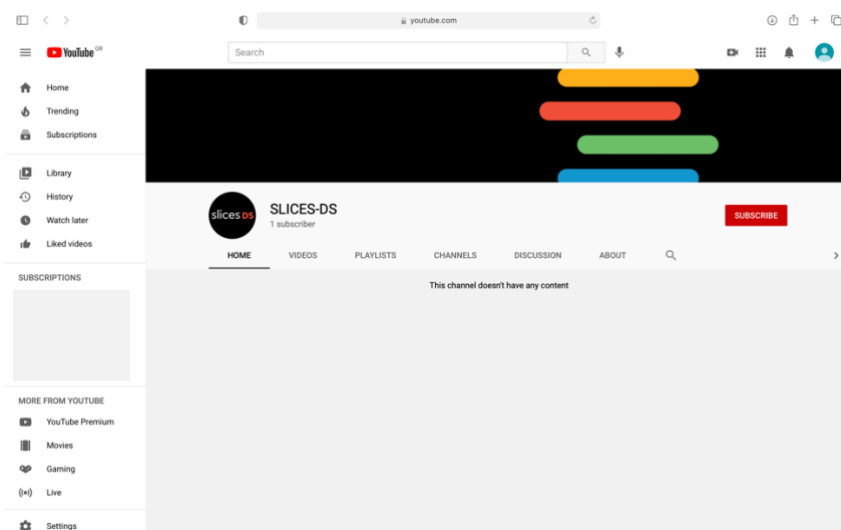 youtube.com
YouTube GR
Search
Home
Trending
Subscriptions
Library
History
Watch later
Liked videos
SUBSCRIPTIONS
MORE FROM YOUTUBE
YouTube Premium
Movies
Gaming
Live
Settings
slices DS
SLICES-DS
1 subscriber
SUBSCRIBE
HOME VIDEOS PLAYLISTS CHANNELS DISCUSSION ABOUT
This channel doesn't have any content